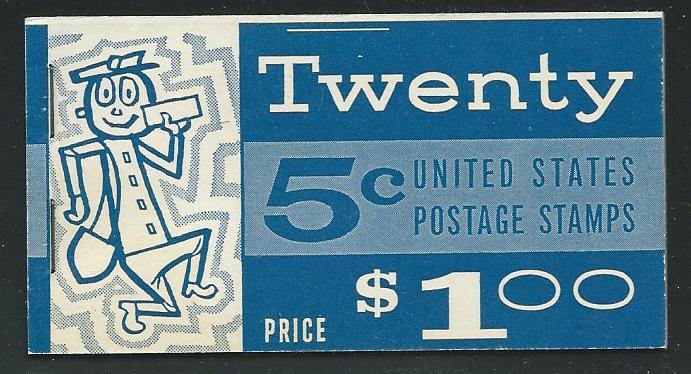 Twenty
5c UNITED STATES
POSTAGE STAMPS
PRICE $1.00